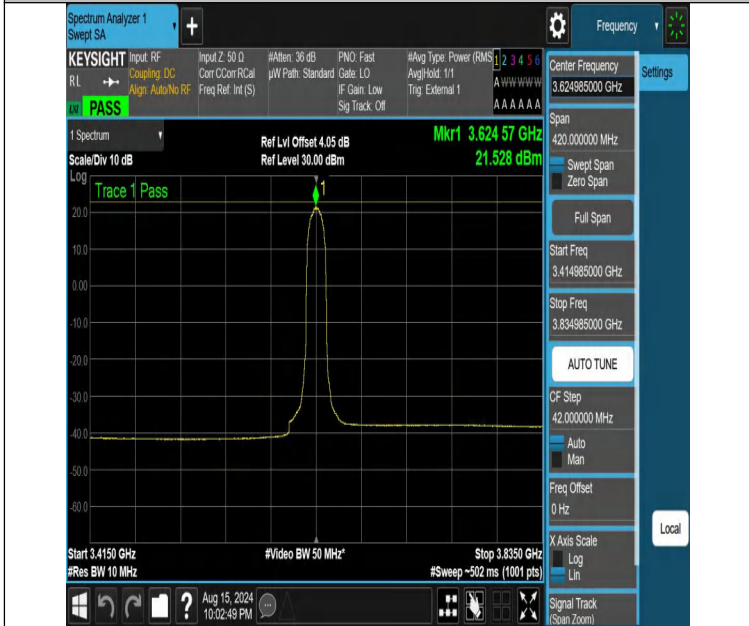 Spectrum Analyzer 1
Swept SA
Frequency
KEYSIGHT
Input: RF
Coupling: DC
Align: Auto/No RF
Input Z: 50 Ω
Corr CCorr RCal
Freq Ref: Int (S)
#Atten: 36 dB
µW Path: Standard
PNO: Fast
Gate: LO
IF Gain: Low
Sig Track: Off
#Avg Type: Power (RMS
Avg|Hold: 1/1
Trig: External 1
1 2 3 4 5 6
A W W W W W
A A A A A A
R L
LXI
PASS
1 Spectrum
Scale/Div 10 dB
Log
Ref Lvl Offset 4.05 dB
Ref Level 30.00 dBm
Mkr1 3.624 57 GHz
21.528 dBm
Trace 1 Pass
1
20.0
10.0
0.00
-10.0
-20.0
-30.0
-40.0
-50.0
-60.0
Start 3.4150 GHz
#Res BW 10 MHz
#Video BW 50 MHz*
Stop 3.8350 GHz
#Sweep ~502 ms (1001 pts)
?
Aug 15, 2024
10:02:49 PM
Center Frequency
3.624985000 GHz
Settings
Span
420.000000 MHz
Swept Span
Zero Span
Full Span
Start Freq
3.414985000 GHz
Stop Freq
3.834985000 GHz
AUTO TUNE
CF Step
42.000000 MHz
Auto
Man
Freq Offset
0 Hz
Local
X Axis Scale
Log
Lin
Signal Track
(Span Zoom)